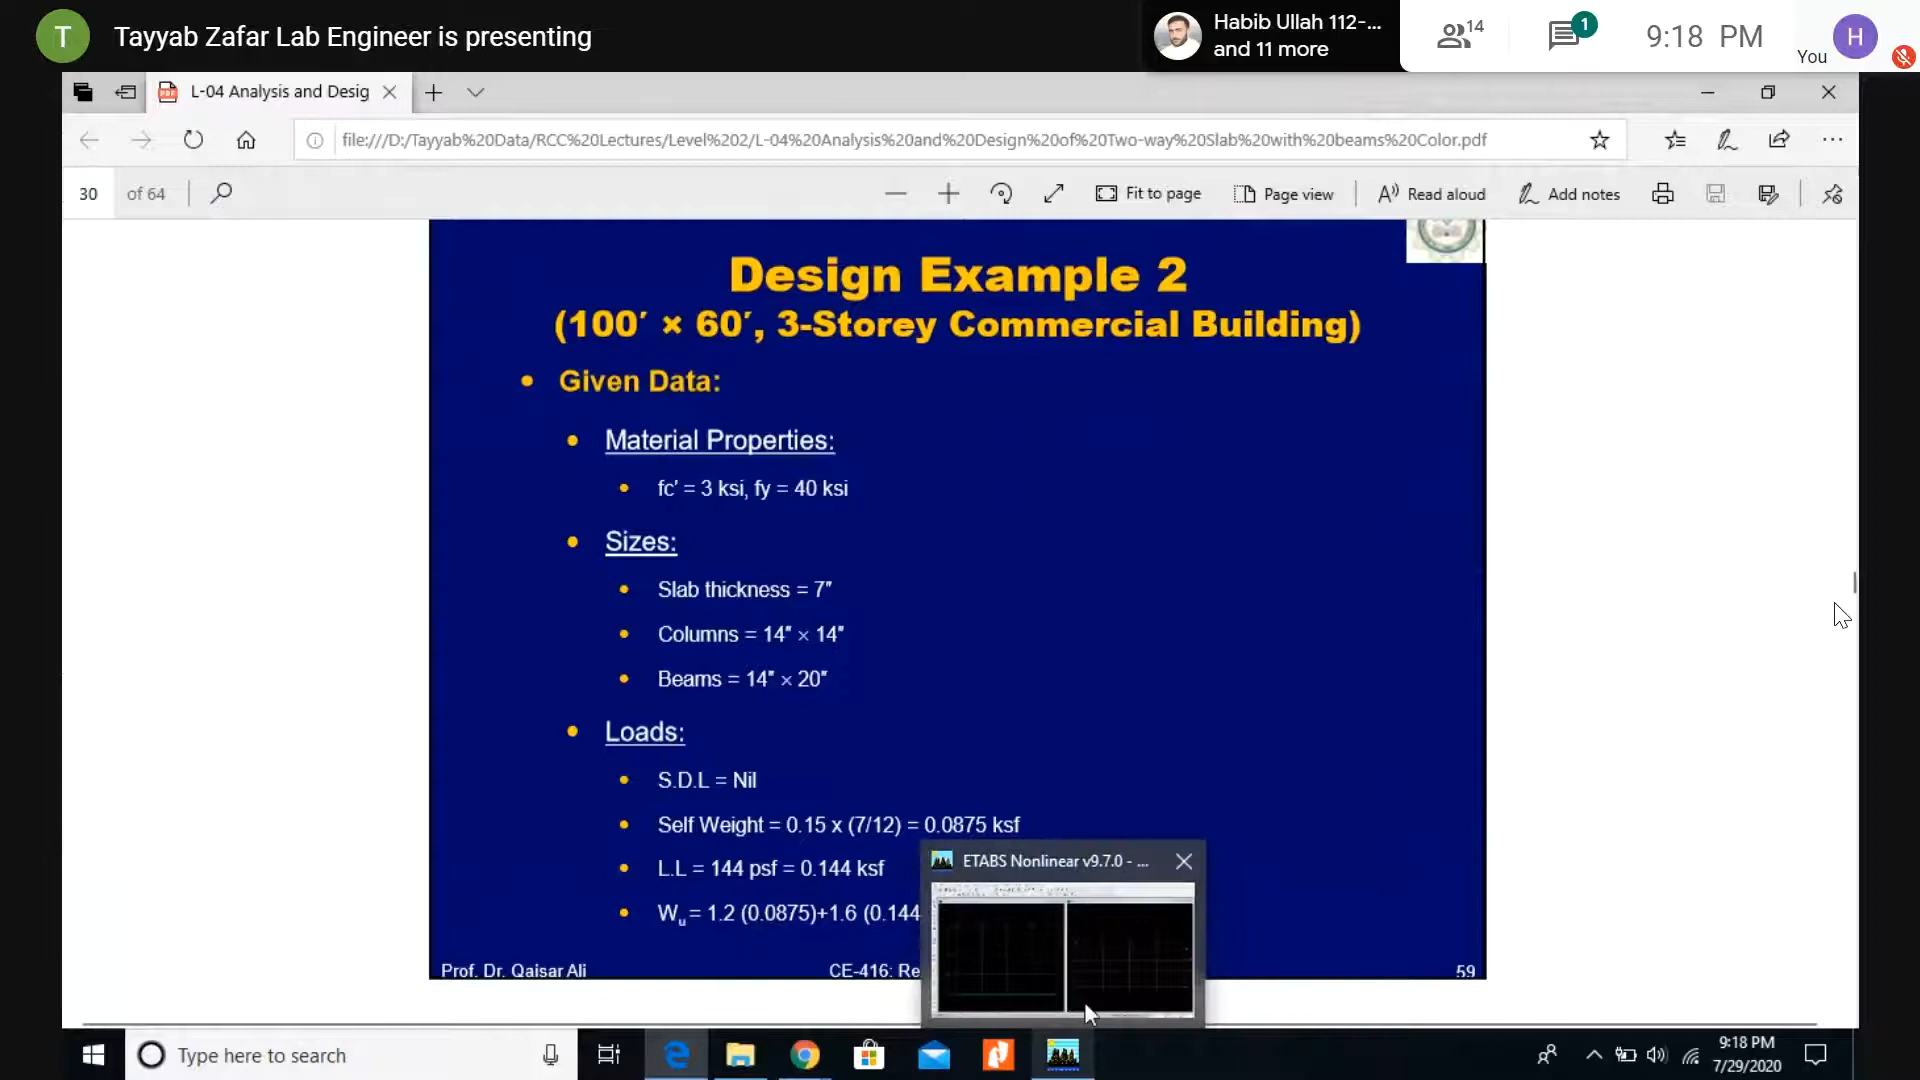 T
Tayyab Zafar Lab Engineer is presenting
Habib Ullah 112-...
and 11 more
14
1
9:18 PM
You
H
L-04 Analysis and Desig
file:///D:/Tayyab%20Data/RCC%20Lectures/Level%202/L-04%20Analysis%20and%20Design%20of%20Two-way%20Slab%20with%20beams%20Color.pdf
30
of 64
Fit to page
Page view
Read aloud
Add notes
Design Example 2
(100′ × 60′, 3-Storey Commercial Building)
• Given Data:
• Material Properties:
• fc′ = 3 ksi, fy = 40 ksi
• Sizes:
• Slab thickness = 7″
• Columns = 14″ × 14″
• Beams = 14″ × 20″
• Loads:
• S.D.L = Nil
• Self Weight = 0.15 x (7/12) = 0.0875 ksf
• L.L = 144 psf = 0.144 ksf
• Wu = 1.2 (0.0875)+1.6 (0.144
ETABS Nonlinear v9.7.0 - ...
Prof. Dr. Qaisar Ali
CE-416: Re
59
Type here to search
9:18 PM
7/29/2020